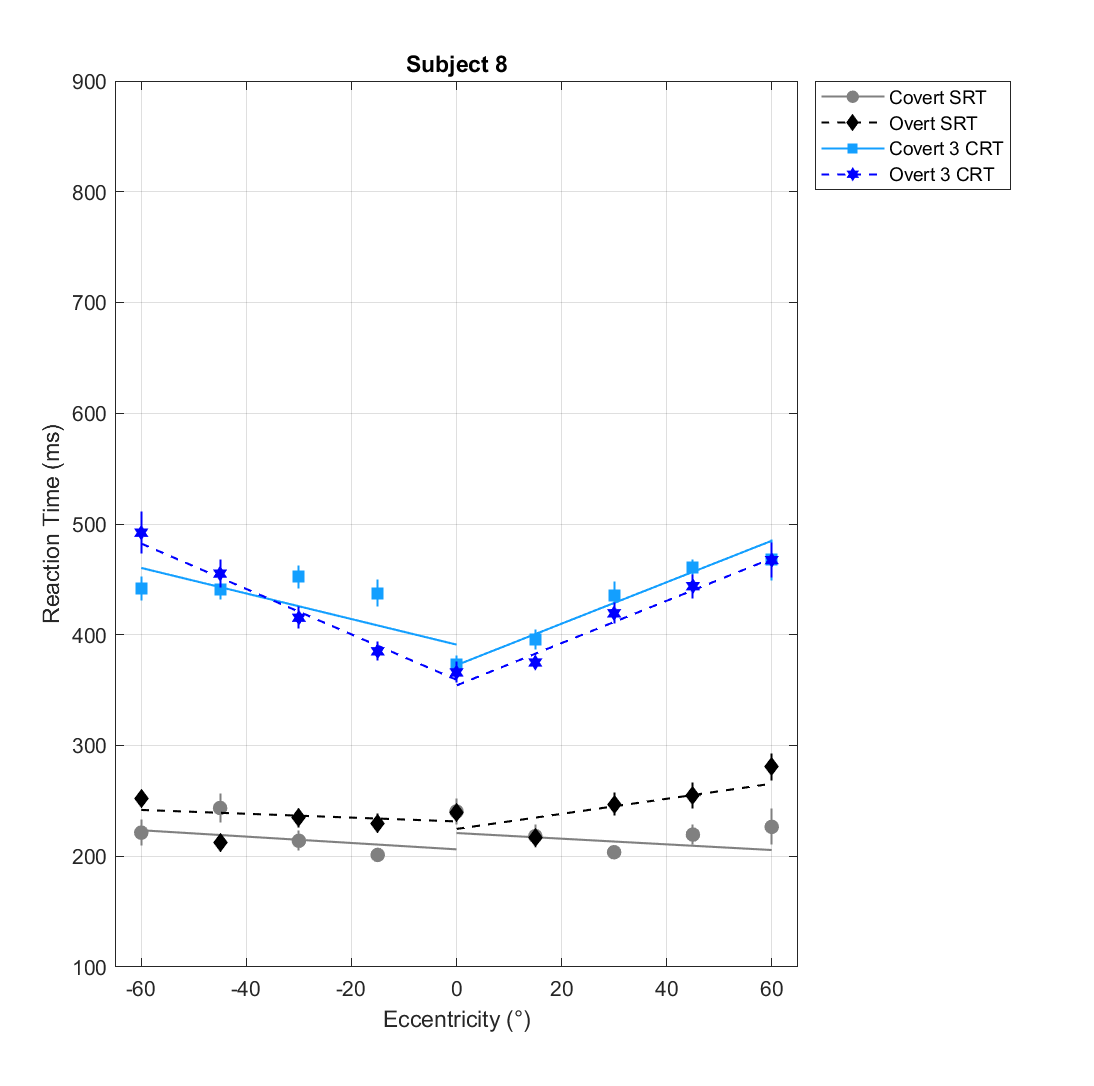 Subject 8
900
800
700
600
500
400
300
200
100
Reaction Time (ms)
-60 -40 -20 0 20 40 60
Eccentricity (°)
Covert SRT
Overt SRT
Covert 3 CRT
Overt 3 CRT